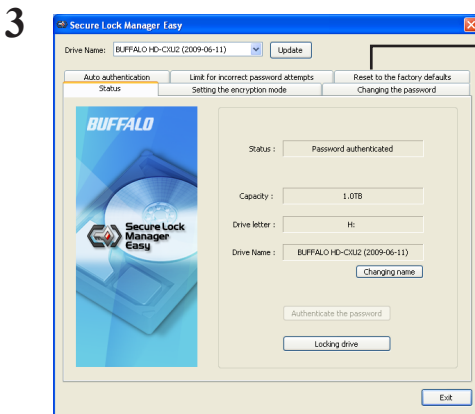 3
Secure Lock Manager Easy
Drive Name: BUFFALO HD-CXU2 (2009-06-11) Update
Auto authentication Limit for incorrect password attempts Reset to the factory defaults
Status Setting the encryption mode Changing the password
BUFFALO
Secure Lock
Manager
Easy
Status : Password authenticated
Capacity : 1.0TB
Drive letter : H:
Drive Name : BUFFALO HD-CXU2 (2009-06-11)
Changing name
Authenticate the password
Locking drive
Exit